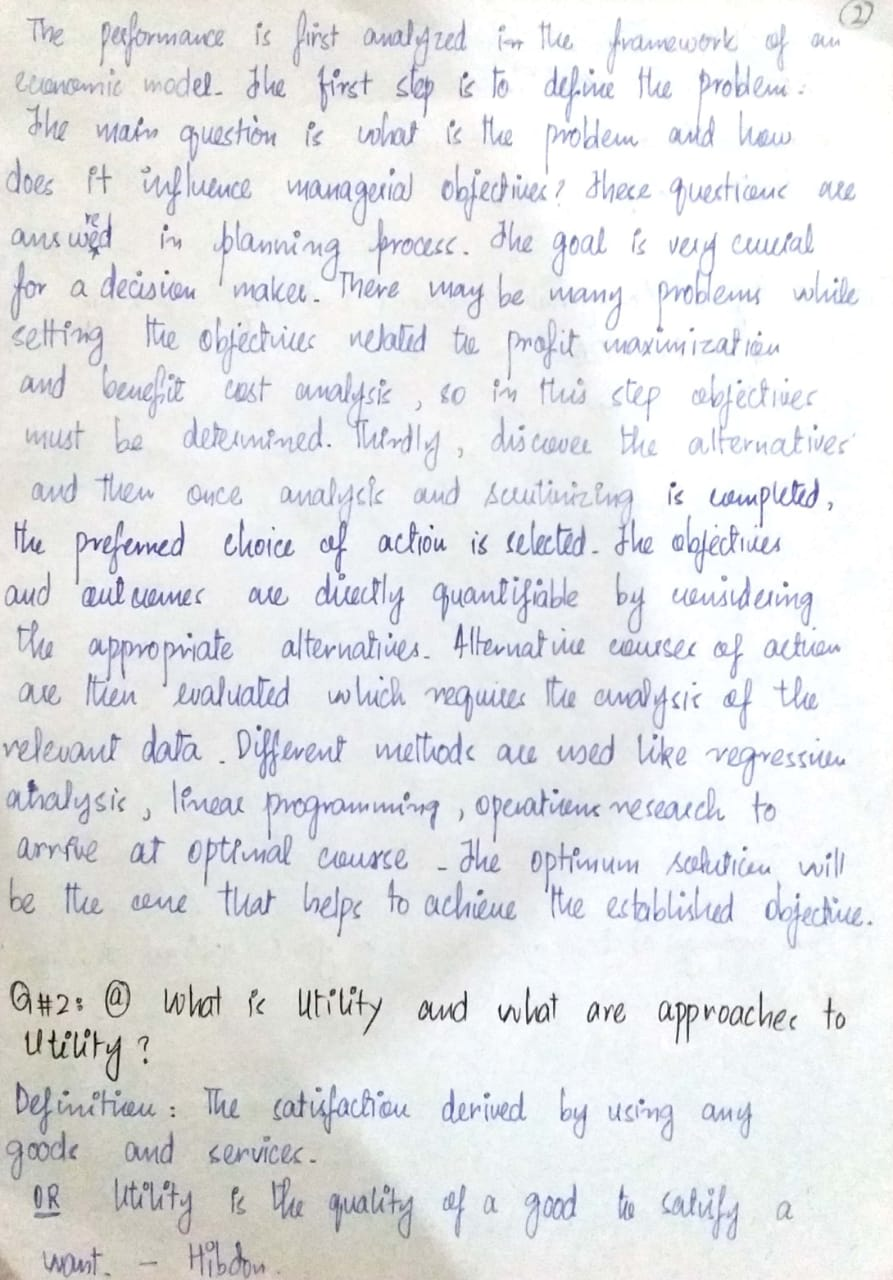 (2)
The performance is first analyzed in the framework of an
economic model. The first step is to define the problem.
The main question is what is the problem and how
does it influence managerial objectives? These questions are
answered in planning process. The goal is very crucial
for a decision maker. There may be many problems while
setting the objectives related to profit maximization
and benefit cost analysis, so in this step objectives
must be determined. Thirdly, discover the alternatives
and then once analysis and scrutinizing is completed,
the preferred choice of action is selected. The objectives
and outcomes are directly quantifiable by considering
the appropriate alternatives. Alternative courses of action
are then evaluated which requires the analysis of the
relevant data. Different methods are used like regression
analysis, linear programming, operations research to
arrive at optimal course. The optimum solution will
be the one that helps to achieve the established objective.
Q#2: (a) What is Utility and what are approaches to
Utility?
Definition: The satisfaction derived by using any
goods and services.
OR Utility is the quality of a good to satisfy a
want. - Hibdon.